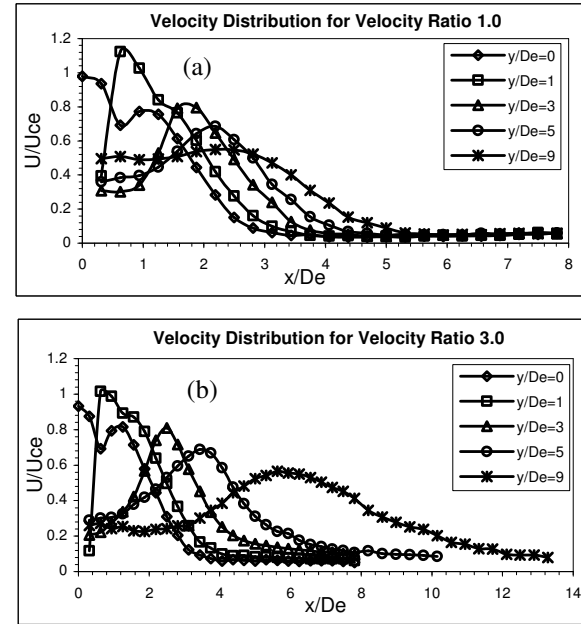 Velocity Distribution for Velocity Ratio 1.0
(a)
U/Uce
1.2
1
0.8
0.6
0.4
0.2
0
0 1 2 3 4 5 6 7 8
x/De
y/De=0
y/De=1
y/De=3
y/De=5
y/De=9
Velocity Distribution for Velocity Ratio 3.0
(b)
U/Uce
1.2
1
0.8
0.6
0.4
0.2
0
0 2 4 6 8 10 12 14
x/De
y/De=0
y/De=1
y/De=3
y/De=5
y/De=9